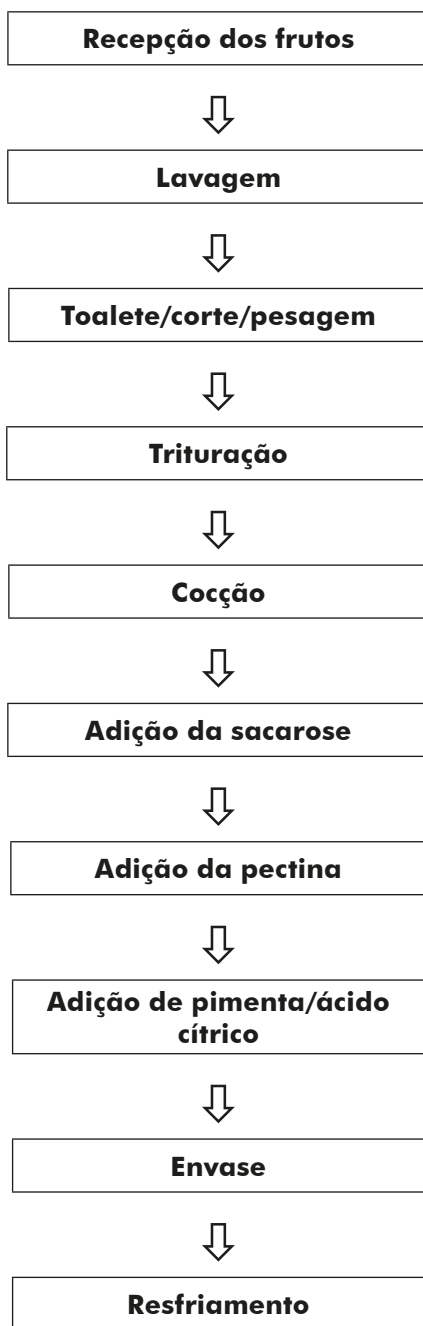 Recepção dos frutos
Lavagem
Toalete/corte/pesagem
Trituração
Cocção
Adição da sacarose
Adição da pectina
Adição de pimenta/ácido
cítrico
Envase
Resfriamento